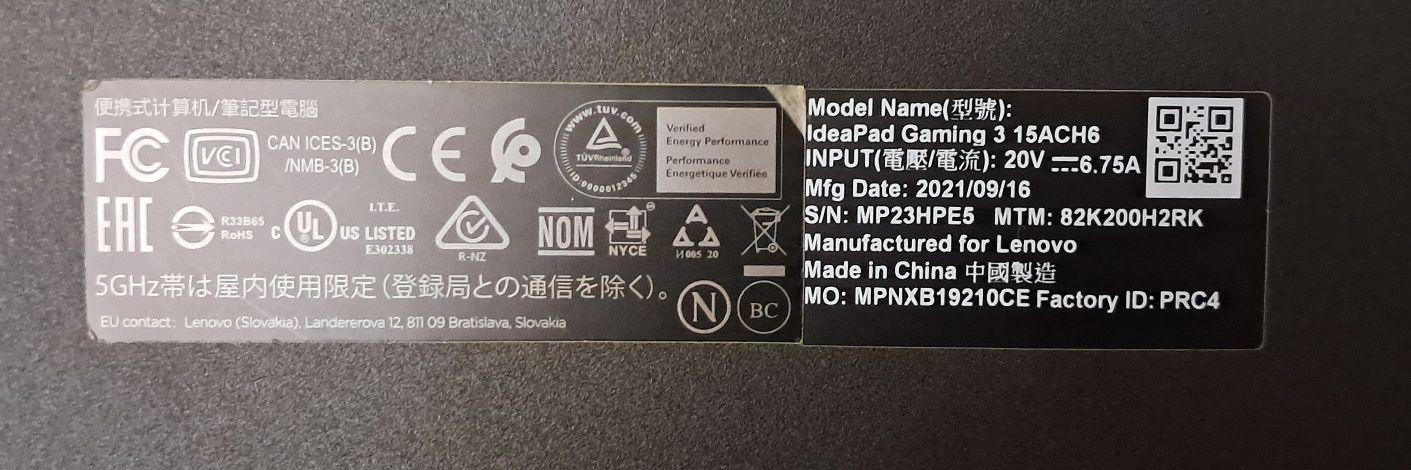 便携式计算机/筆記型電腦
FC
VCI
CAN ICES-3(B)
/NMB-3(B)
CE
www.tuv.com
TÜVRheinland
ID:0000012345
Verified
Energy Performance
Performance
Energetique Verifiée
EAC
R33B65
RoHS
C UL US
I.T.E.
LISTED
E302338
R-NZ
NOM
NYCE
И005 20
5GHz帯は屋内使用限定(登録局との通信を除く)。
N
BC
EU contact: Lenovo (Slovakia), Landererova 12, 811 09 Bratislava, Slovakia
Model Name(型號):
IdeaPad Gaming 3 15ACH6
INPUT(電壓/電流): 20V ⎓6.75A
Mfg Date: 2021/09/16
S/N: MP23HPE5 MTM: 82K200H2RK
Manufactured for Lenovo
Made in China 中國製造
MO: MPNXB19210CE Factory ID: PRC4